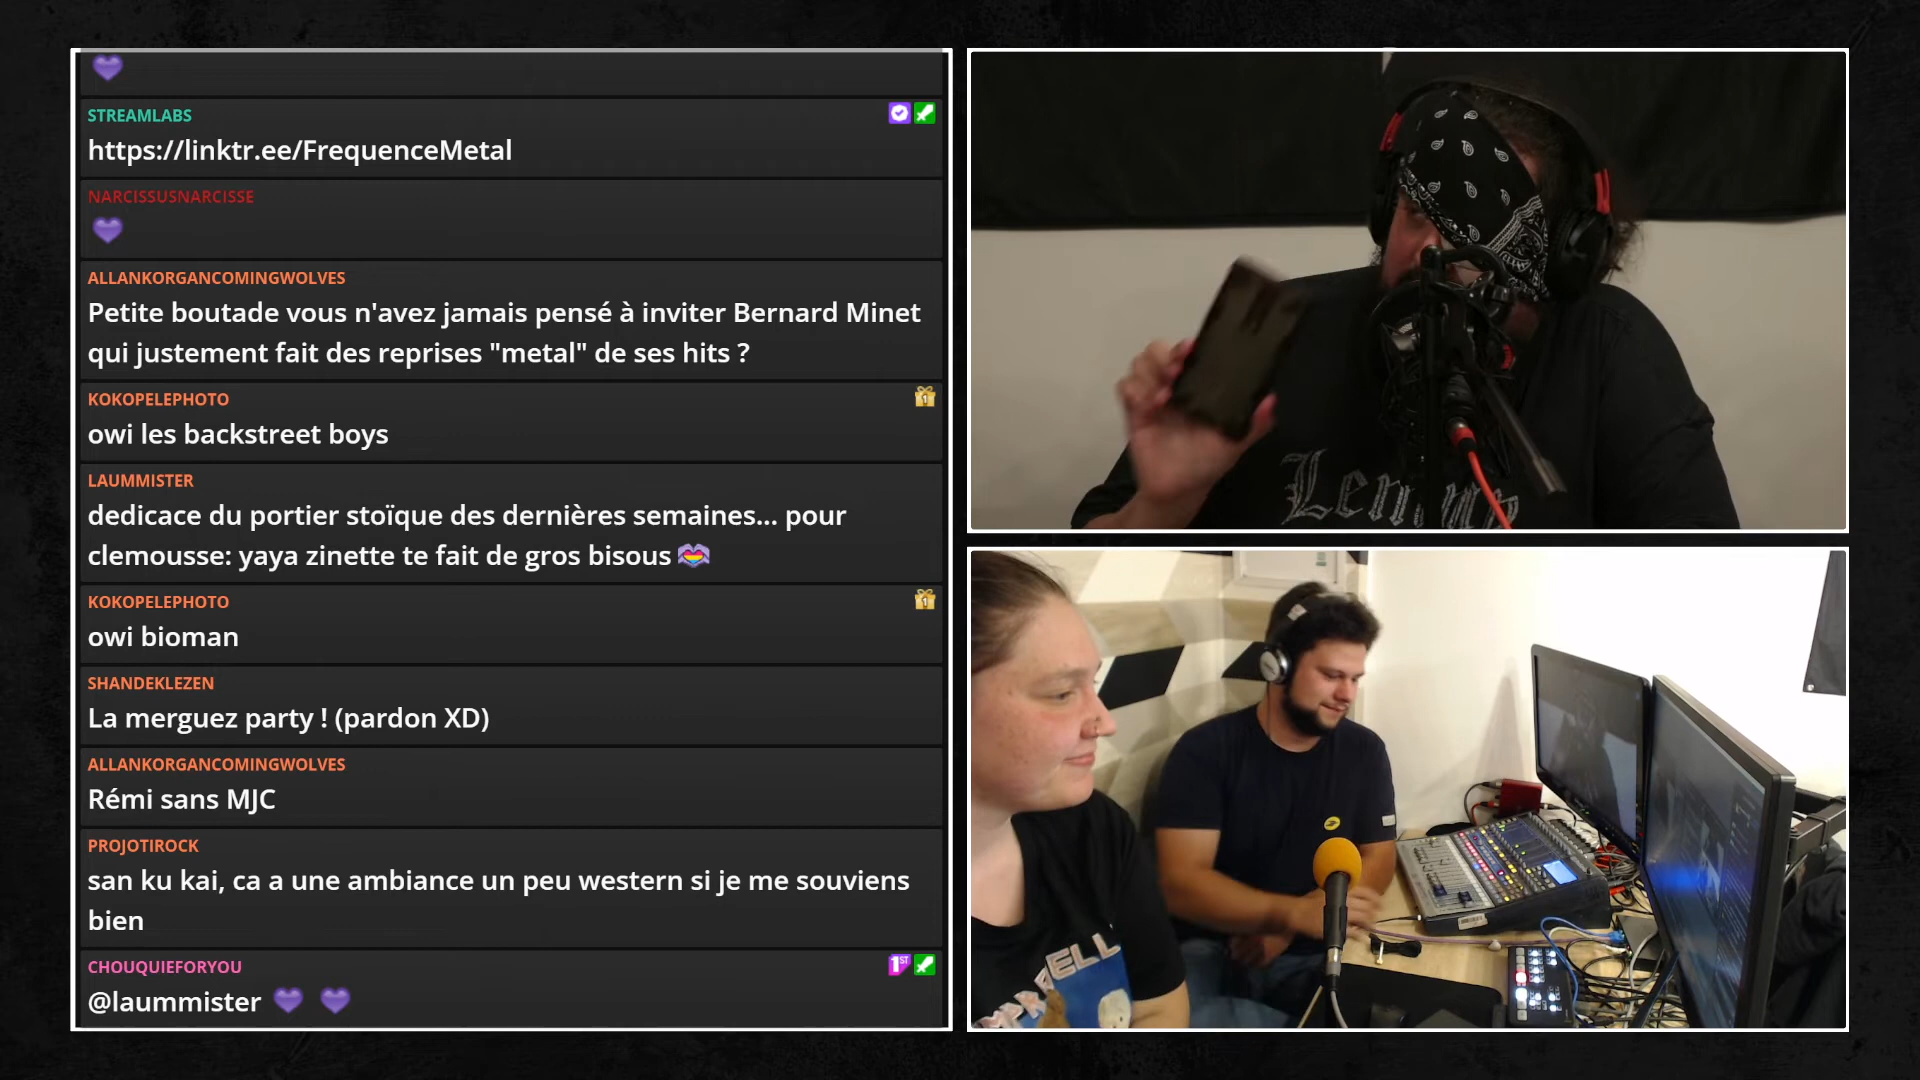 STREAMLABS
https://linktr.ee/FrequenceMetal
NARCISSUSNARCISSE
ALLANKORGANCOMINGWOLVES
Petite boutade vous n'avez jamais pensé à inviter Bernard Minet
qui justement fait des reprises "metal" de ses hits ?
KOKOPELEPHOTO
owi les backstreet boys
LAUMMISTER
dedicace du portier stoïque des dernières semaines... pour
clemousse: yaya zinette te fait de gros bisous
KOKOPELEPHOTO
owi bioman
SHANDEKLEZEN
La merguez party ! (pardon XD)
ALLANKORGANCOMINGWOLVES
Rémi sans MJC
PROJOTIROCK
san ku kai, ca a une ambiance un peu western si je me souviens
bien
CHOUQUIEFORYOU
1ST
@laummister